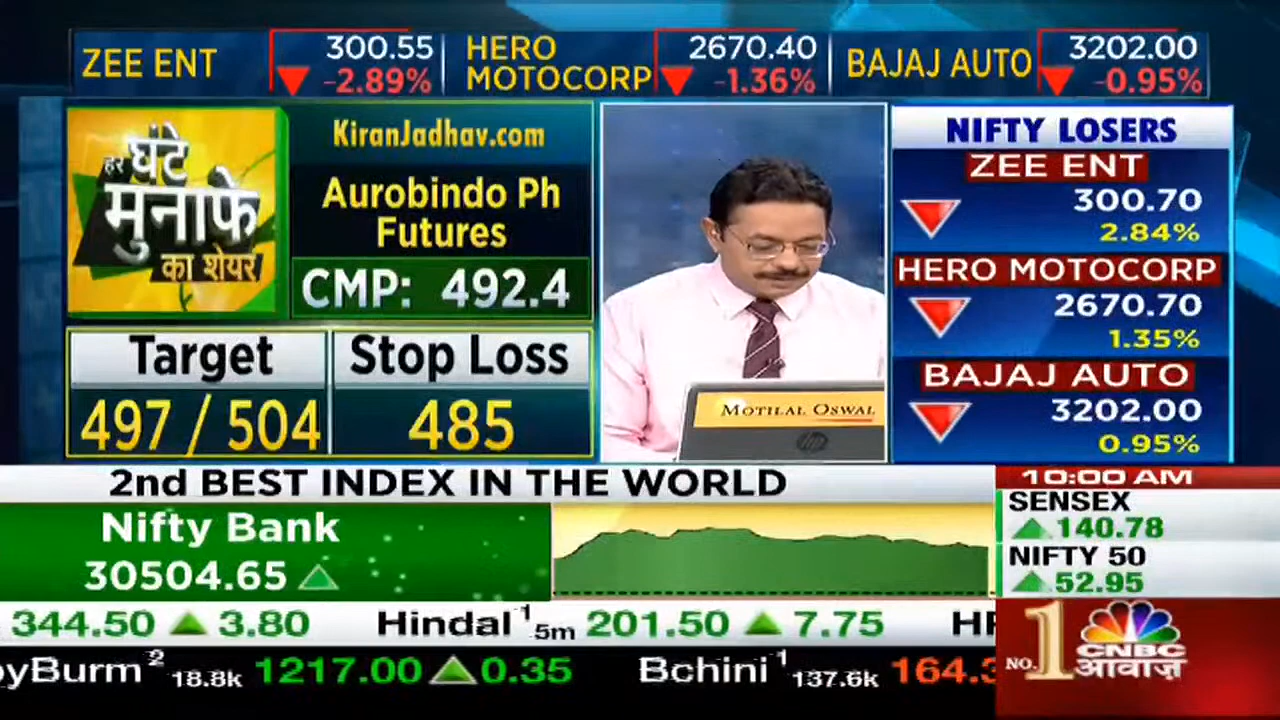 ZEE ENT
300.55
-2.89%
HERO MOTOCORP
2670.40
-1.36%
BAJAJ AUTO
3202.00
-0.95%
हर घंटे
मुनाफे
का शेयर
KiranJadhav.com
Aurobindo Ph
Futures
CMP: 492.4
Target
Stop Loss
497 / 504
485
MOTILAL OSWAL
hp
NIFTY LOSERS
ZEE ENT
300.70
2.84%
HERO MOTOCORP
2670.70
1.35%
BAJAJ AUTO
3202.00
0.95%
2nd BEST INDEX IN THE WORLD
Nifty Bank
30504.65
10:00 AM
SENSEX
140.78
NIFTY 50
52.95
344.50 3.80 Hindal 1 5m 201.50 7.75
oyBurm 2 18.8k 1217.00 0.35 Bchini 1 137.6k 164.3
NO. 1
CNBC
आवाज़